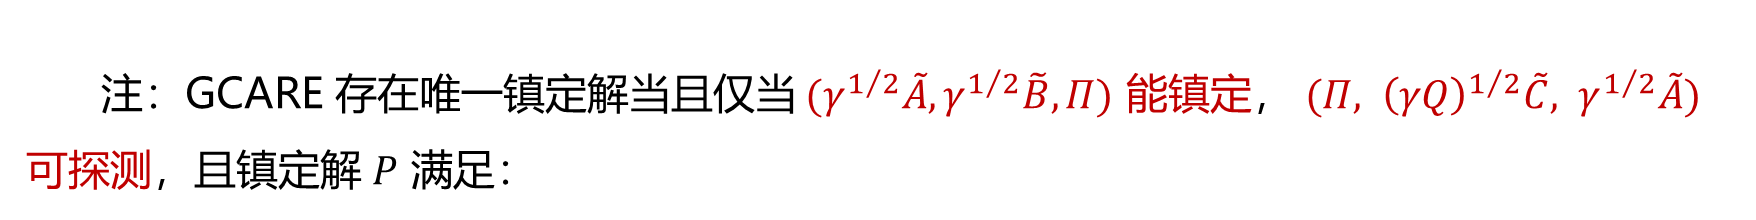 注：GCARE 存在唯一镇定解当且仅当 (γ^{1/2}Ã, γ^{1/2}B̃, Π) 能镇定， (Π, (γQ)^{1/2}C̃, γ^{1/2}Ã)
可探测，且镇定解 P 满足：